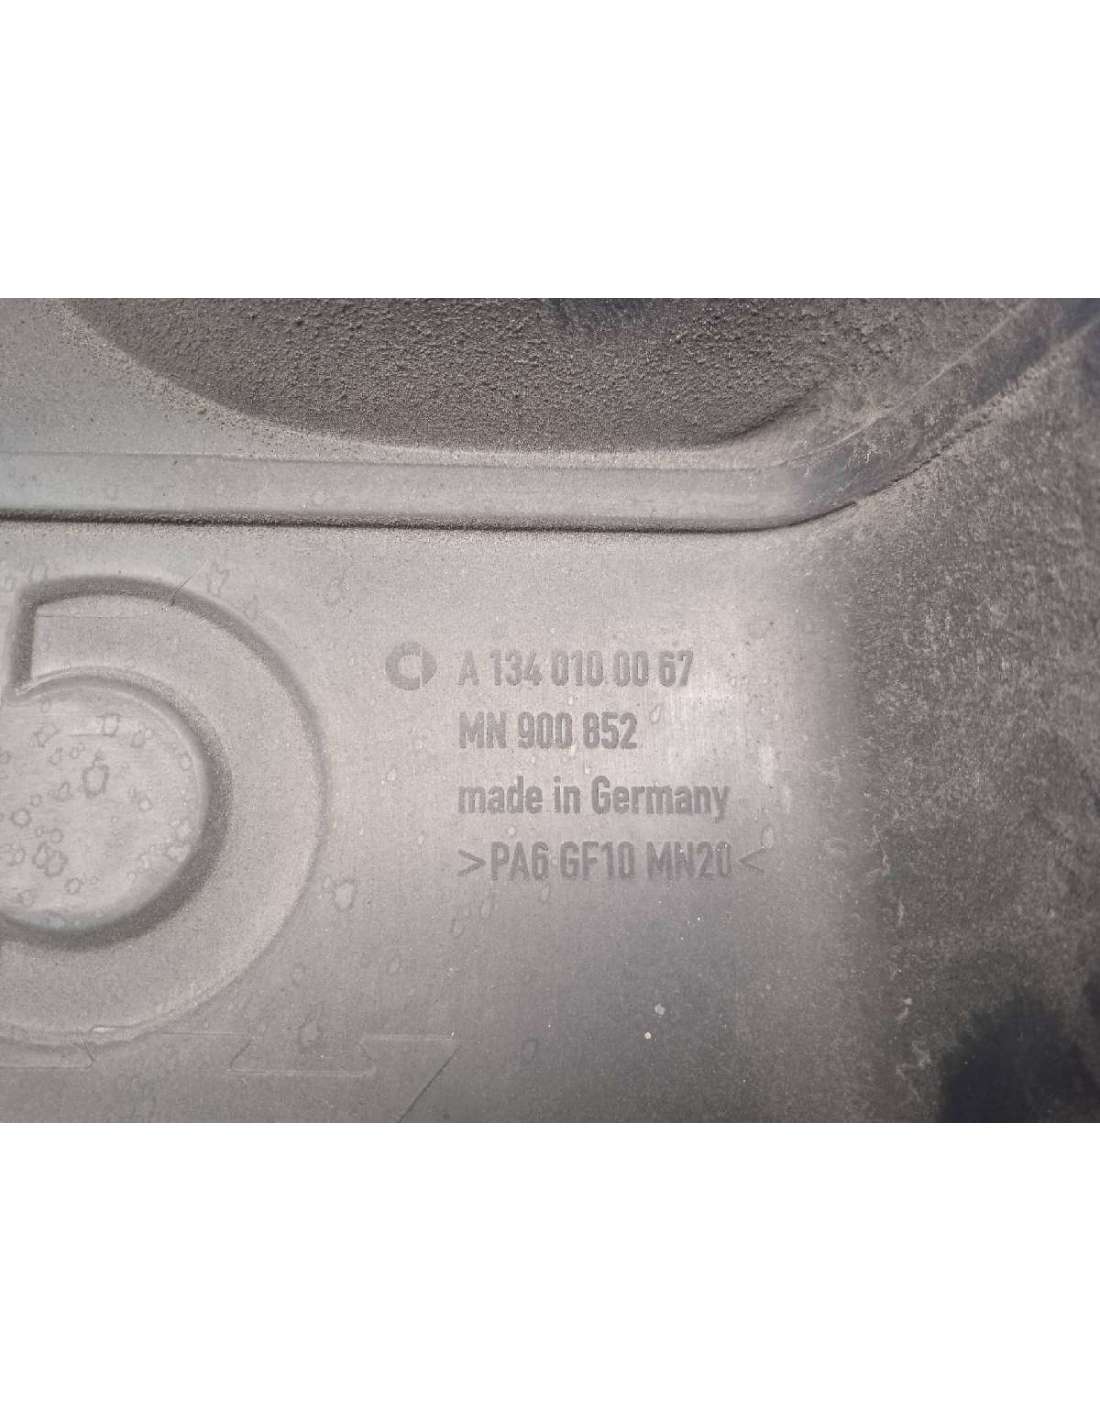 A 134 010 00 67
MN 900 852
made in Germany
>PA6 GF10 MN20<